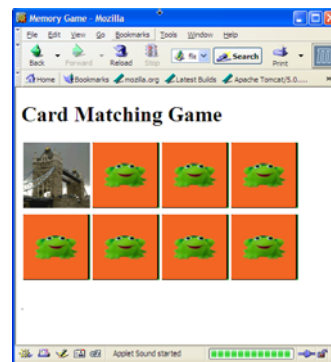 Memory Game - Mozilla
File Edit View Go Bookmarks Tools Window Help
Back Forward Reload Stop fix Search Print
Home Bookmarks mozilla.org Latest Builds Apache Tomcat/5.0....
Card Matching Game
Applet Sound started